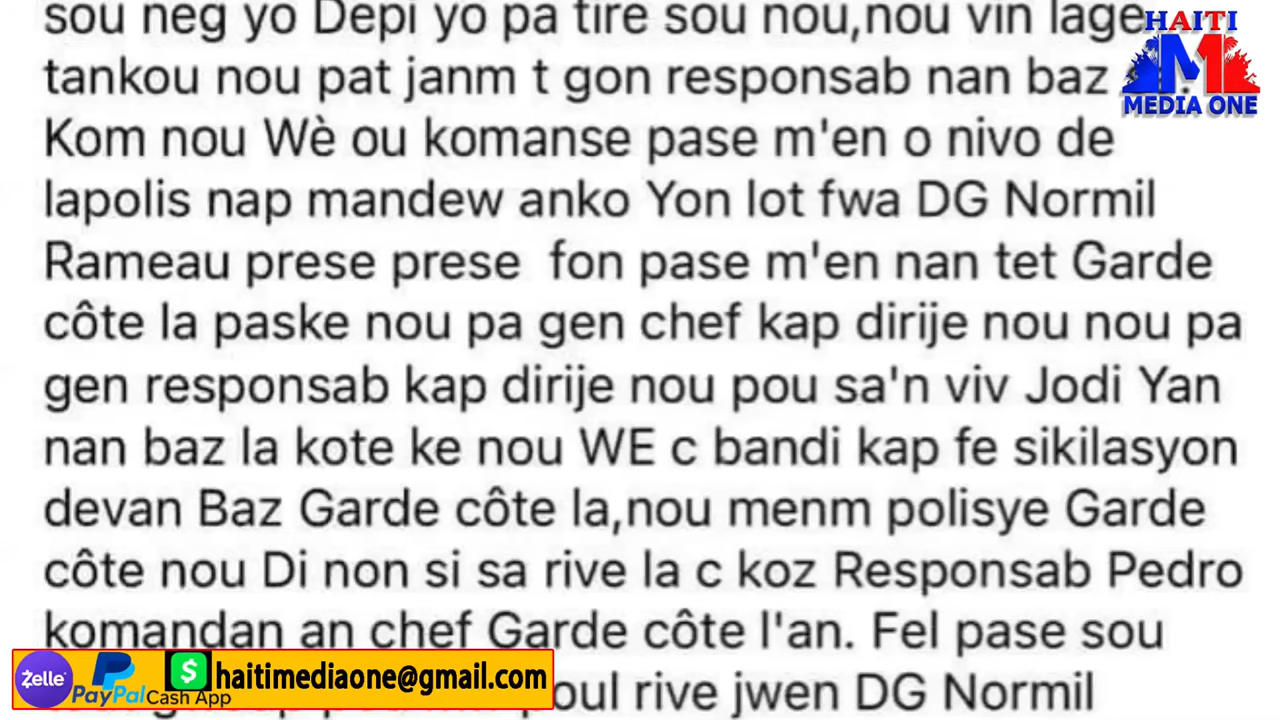 sou neg yo Depi yo pa tire sou nou,nou vin lage
tankou nou pat janm t gon responsab nan baz
Kom nou Wè ou komanse pase m'en o nivo de
lapolis nap mandew anko Yon lot fwa DG Normil
Rameau prese prese fon pase m'en nan tet Garde
côte la paske nou pa gen chef kap dirije nou nou pa
gen responsab kap dirije nou pou sa'n viv Jodi Yan
nan baz la kote ke nou WE c bandi kap fe sikilasyon
devan Baz Garde côte la,nou menm polisye Garde
côte nou Di non si sa rive la c koz Responsab Pedro
komandan an chef Garde côte l'an. Fel pase sou
rive jwen DG Normil
HAITI
M
MEDIA ONE
Zelle
PayPal
$
Cash App
haitimediaone@gmail.com